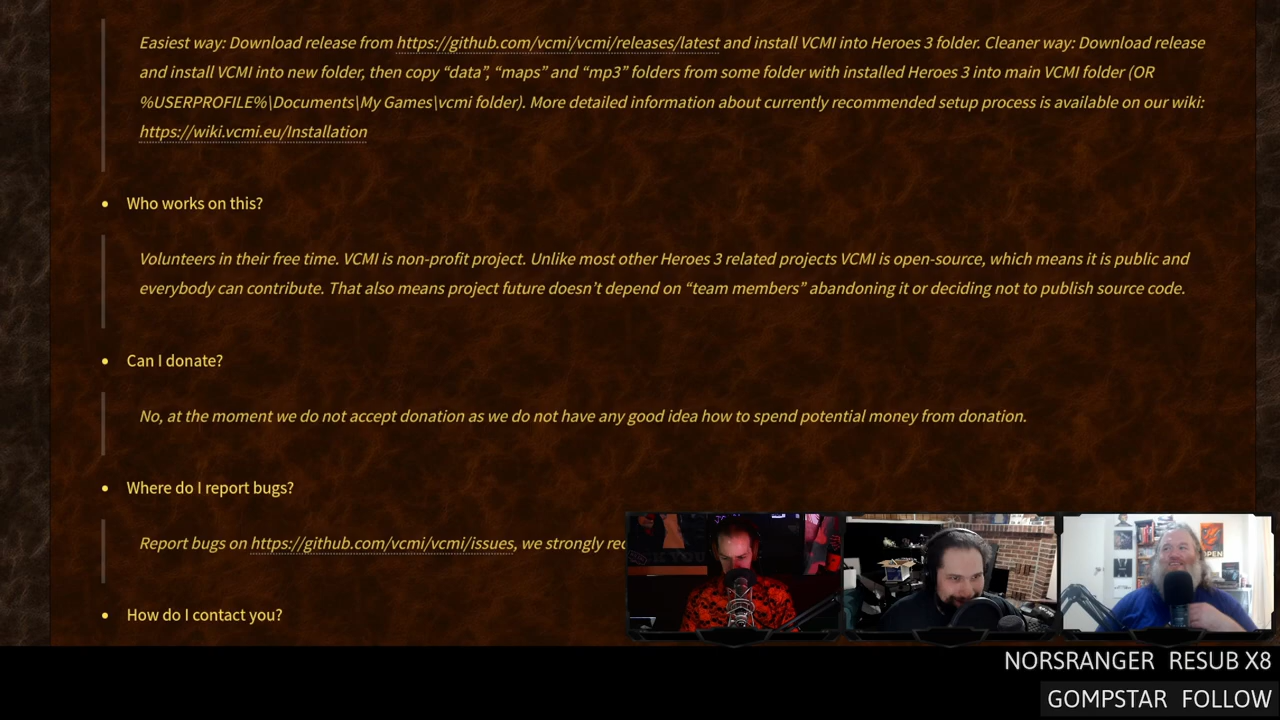 Easiest way: Download release from https://github.com/vcmi/vcmi/releases/latest and install VCMI into Heroes 3 folder. Cleaner way: Download release
and install VCMI into new folder, then copy “data”, “maps” and “mp3” folders from some folder with installed Heroes 3 into main VCMI folder (OR
%USERPROFILE%\Documents\My Games\vcmi folder). More detailed information about currently recommended setup process is available on our wiki:
https://wiki.vcmi.eu/Installation
• Who works on this?
Volunteers in their free time. VCMI is non-profit project. Unlike most other Heroes 3 related projects VCMI is open-source, which means it is public and
everybody can contribute. That also means project future doesn’t depend on “team members” abandoning it or deciding not to publish source code.
• Can I donate?
No, at the moment we do not accept donation as we do not have any good idea how to spend potential money from donation.
• Where do I report bugs?
Report bugs on https://github.com/vcmi/vcmi/issues, we strongly
• How do I contact you?
NORSRANGER RESUB X8
GOMPSTAR FOLLOW